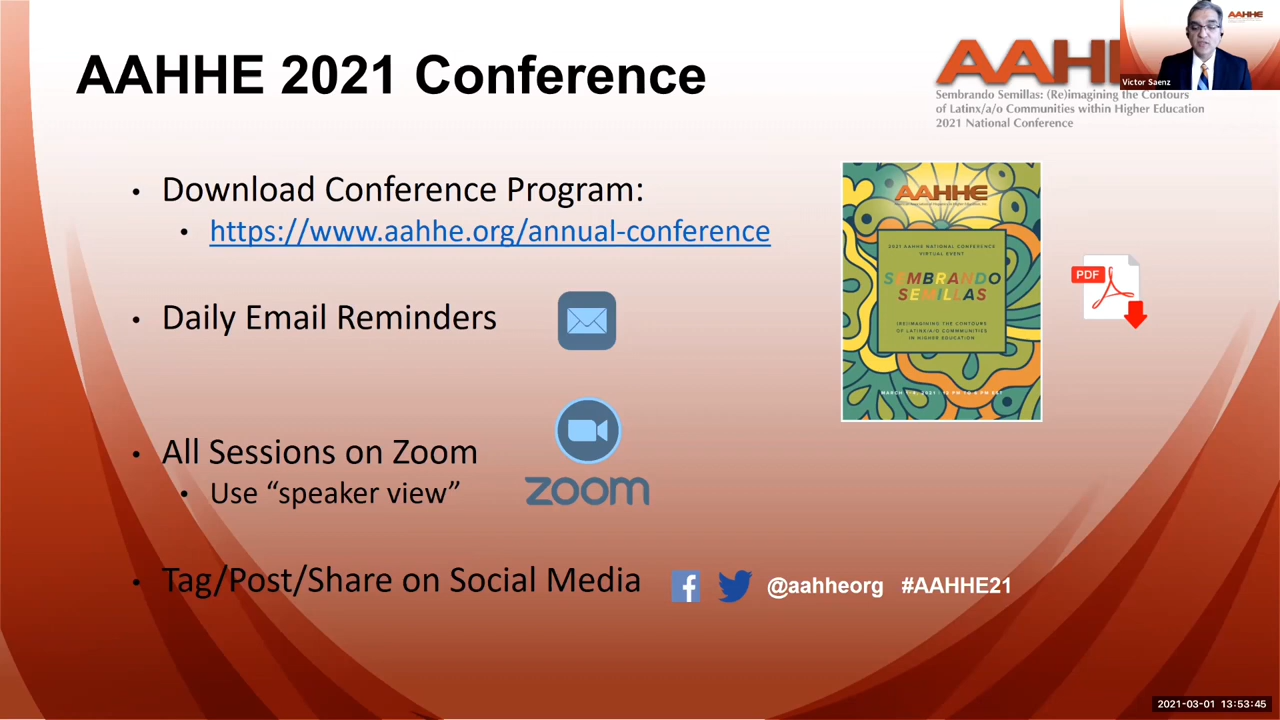 AAHHE 2021 Conference
AAHHE
Victor Saenz
Sembrando Semillas: (Re)imagining the Contours
of Latinx/a/o Communities within Higher Education
2021 National Conference
• Download Conference Program:
• https://www.aahhe.org/annual-conference
AAHHE
2021 AAHHE NATIONAL CONFERENCE
VIRTUAL EVENT
SEMBRANDO
SEMILLAS
(RE)IMAGINING THE CONTOURS
OF LATINX/A/O COMMMUNITIES
IN HIGHER EDUCATION
PDF
• Daily Email Reminders
• All Sessions on Zoom
• Use “speaker view”
zoom
• Tag/Post/Share on Social Media
@aahheorg #AAHHE21
2021-03-01 13:53:45